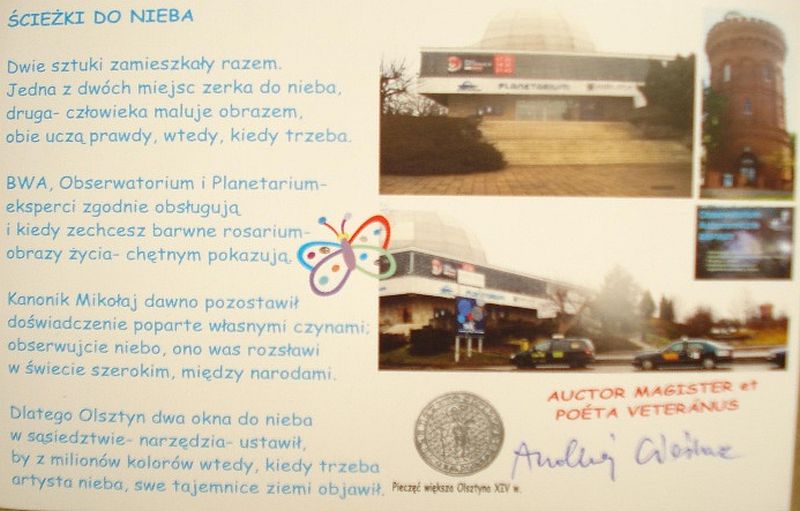 ŚCIEŻKI DO NIEBA
Dwie sztuki zamieszkały razem.
Jedna z dwóch miejsc zerka do nieba,
druga- człowieka maluje obrazem,
obie uczą prawdy, wtedy, kiedy trzeba.
BWA, Obserwatorium i Planetarium-
eksperci zgodnie obsługują
i kiedy zechcesz barwne rosarium-
obrazy życia- chętnym pokazują.
Kanonik Mikołaj dawno pozostawił
doświadczenie poparte własnymi czynami;
obserwujcie niebo, ono was rozsławi
w świecie szerokim, między narodami.
Dlatego Olsztyn dwa okna do nieba
w sąsiedztwie- narzędzia- ustawił,
by z milionów kolorów wtedy, kiedy trzeba
artysta nieba, swe tajemnice ziemi objawił.
PLANETARIUM
AUCTOR MAGISTER et
POÉTA VETERÁNUS
Andrzej
Pieczęć większa Olsztyna XIV w.